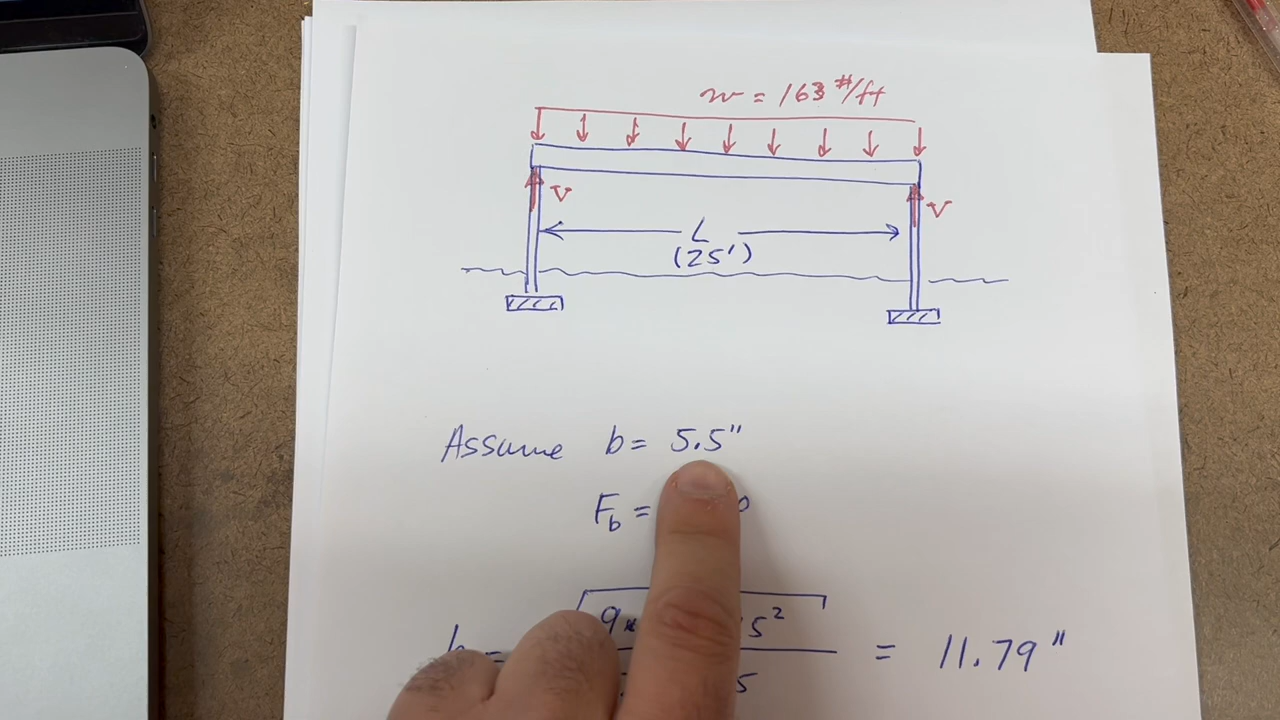 w = 163 #/ft
V
V
L
(25')
Assume b = 5.5"
F_b =
= 11.79"